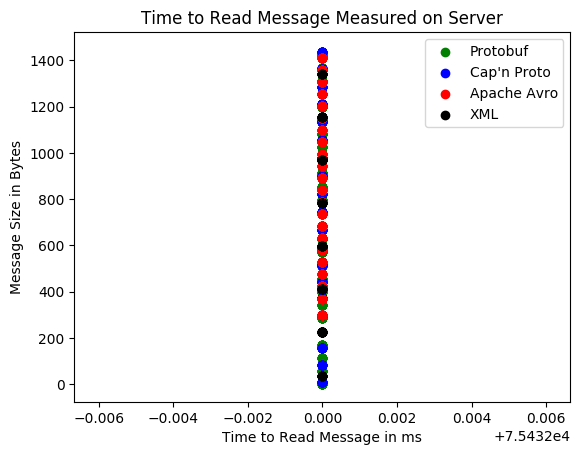 Time to Read Message Measured on Server
Message Size in Bytes
1400
1200
1000
800
600
400
200
0
Protobuf
Cap'n Proto
Apache Avro
XML
−0.006
−0.004
−0.002
0.000
0.002
0.004
0.006
Time to Read Message in ms
+7.5432e4